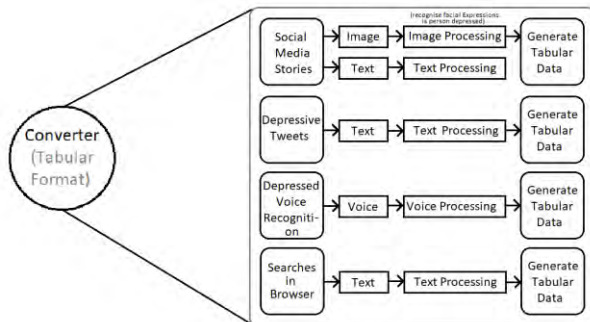 (recognise facial Expressions
is person depressed)
Social
Media
Stories
Image
Image Processing
Text
Text Processing
Generate
Tabular
Data
Converter
(Tabular
Format)
Depressive
Tweets
Text
Text Processing
Generate
Tabular
Data
Depressed
Voice
Recogniti-
on
Voice
Voice Processing
Generate
Tabular
Data
Searches
in
Browser
Text
Text Processing
Generate
Tabular
Data